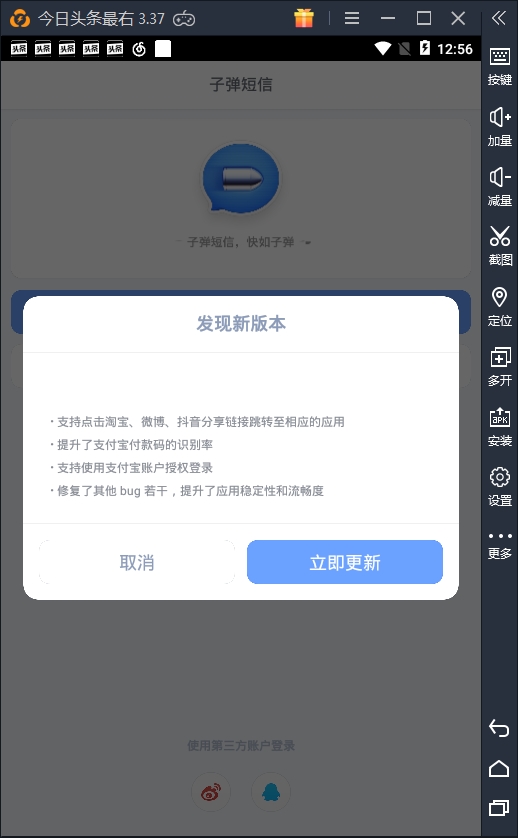 今日头条最右 3.37
头条 头条 头条 头条 头条
12:56
子弹短信
子弹短信，快如子弹
发现新版本
· 支持点击淘宝、微博、抖音分享链接跳转至相应的应用
· 提升了支付宝付款码的识别率
· 支持使用支付宝账户授权登录
· 修复了其他 bug 若干，提升了应用稳定性和流畅度
取消
立即更新
使用第三方账户登录
按键
加量
减量
截图
定位
多开
APK
安装
设置
更多